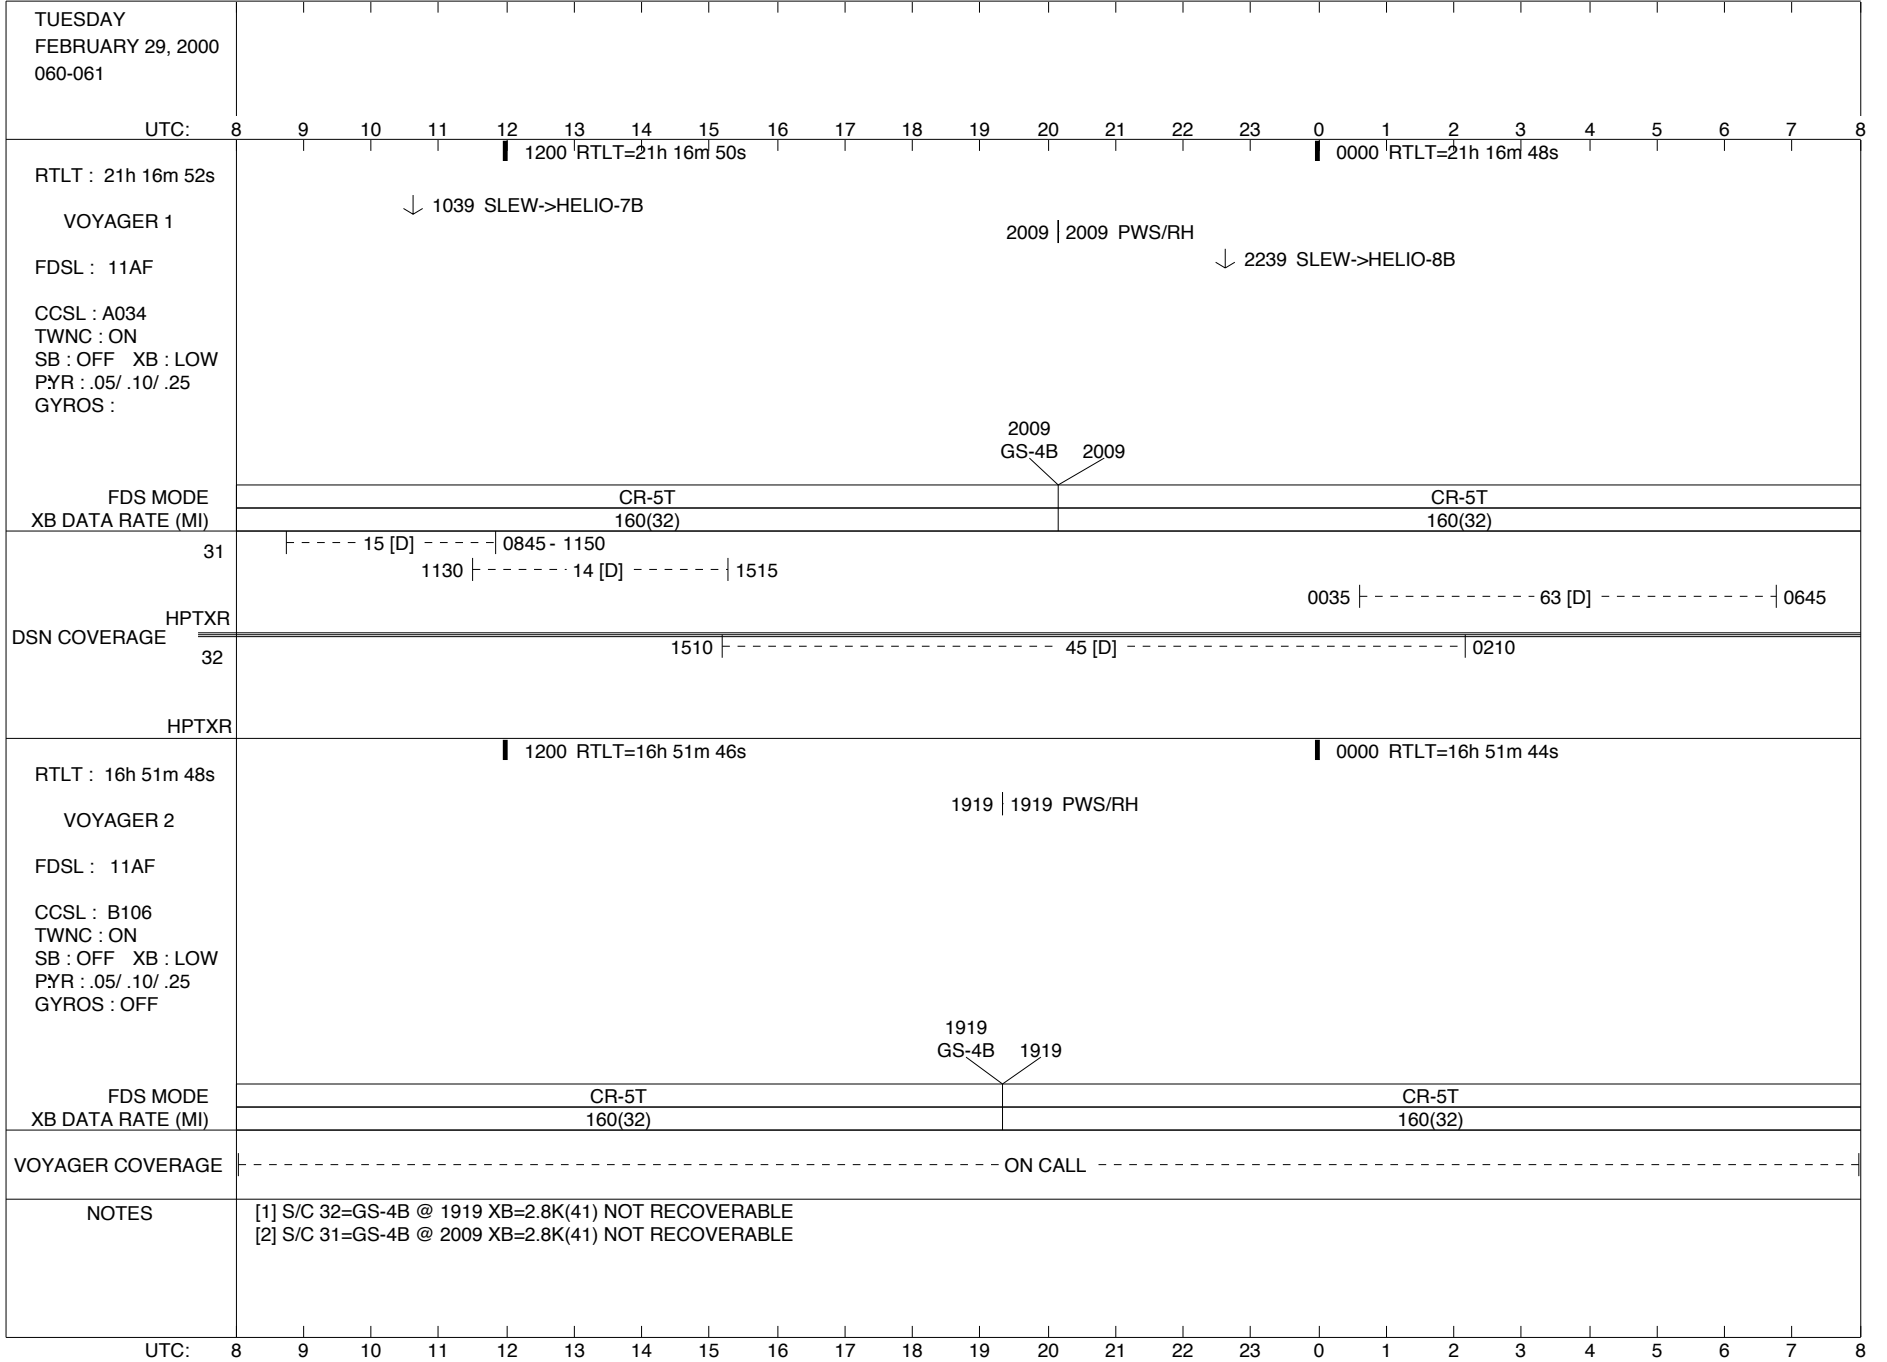 TUESDAY
FEBRUARY 29, 2000
060-061
UTC: 8 9 10 11 12 13 14 15 16 17 18 19 20 21 22 23 0 1 2 3 4 5 6 7 8
1200 RTLT=21h 16m 50s 0000 RTLT=21h 16m 48s
RTLT : 21h 16m 52s
1039 SLEW->HELIO-7B
VOYAGER 1
2009 2009 PWS/RH
2239 SLEW->HELIO-8B
FDSL : 11AF
CCSL : A034
TWNC : ON
SB : OFF XB : LOW
P:YR : .05/ .10/ .25
GYROS :
2009
GS-4B 2009
FDS MODE CR-5T CR-5T
XB DATA RATE (MI) 160(32) 160(32)
31 15 [D] 0845 - 1150
1130 14 [D] 1515
0035 63 [D] 0645
HPTXR
DSN COVERAGE
32 1510 45 [D] 0210
HPTXR
1200 RTLT=16h 51m 46s 0000 RTLT=16h 51m 44s
RTLT : 16h 51m 48s
1919 1919 PWS/RH
VOYAGER 2
FDSL : 11AF
CCSL : B106
TWNC : ON
SB : OFF XB : LOW
P:YR : .05/ .10/ .25
GYROS : OFF
1919
GS-4B 1919
FDS MODE CR-5T CR-5T
XB DATA RATE (MI) 160(32) 160(32)
VOYAGER COVERAGE ON CALL
NOTES [1] S/C 32=GS-4B @ 1919 XB=2.8K(41) NOT RECOVERABLE
[2] S/C 31=GS-4B @ 2009 XB=2.8K(41) NOT RECOVERABLE
UTC: 8 9 10 11 12 13 14 15 16 17 18 19 20 21 22 23 0 1 2 3 4 5 6 7 8